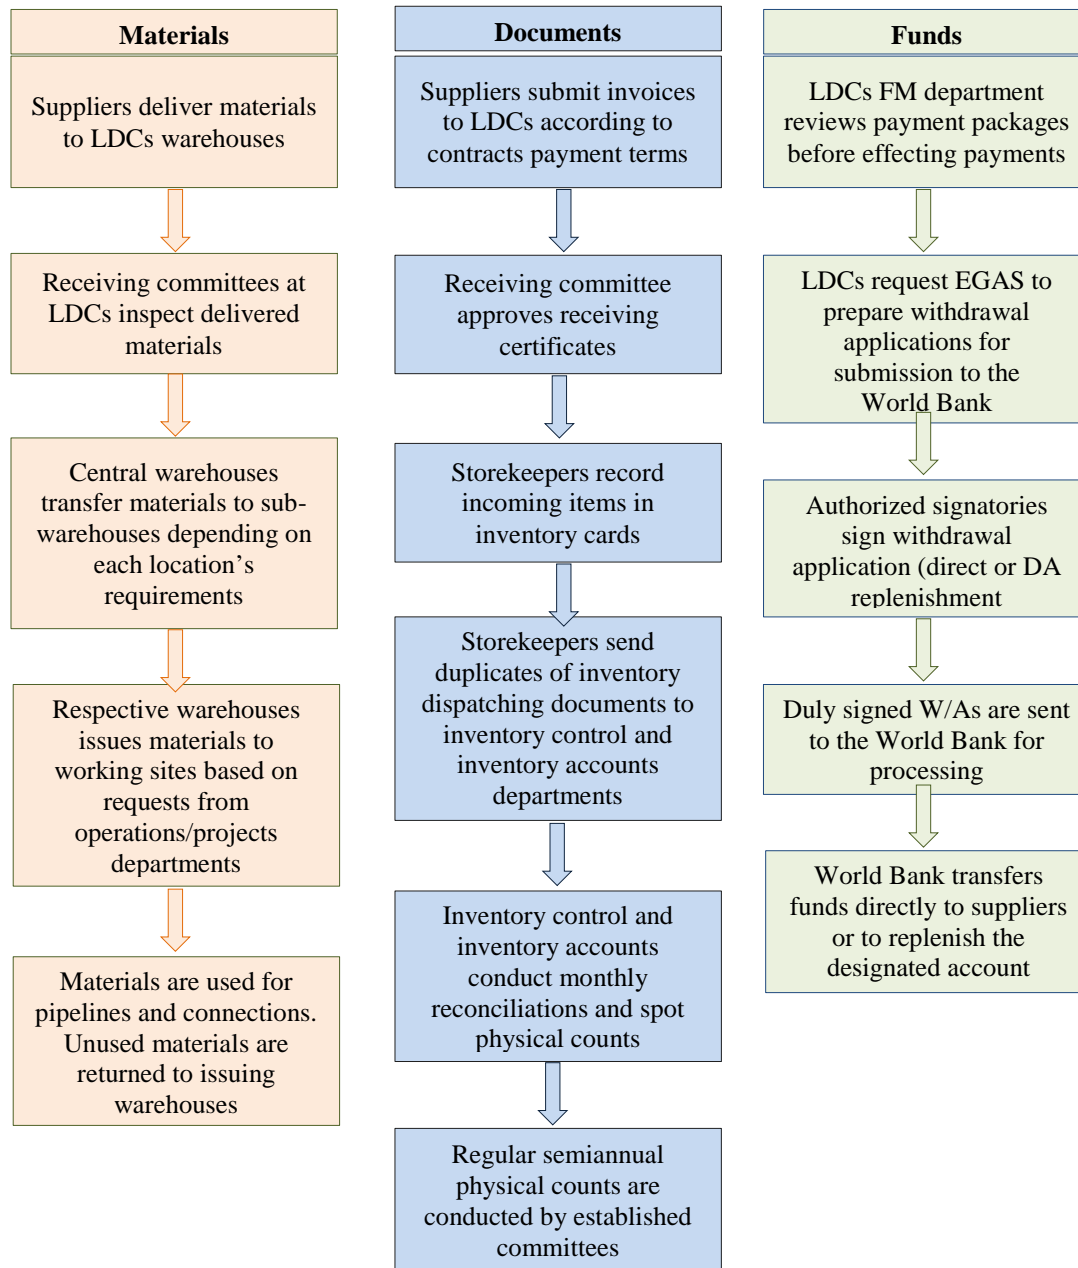 Materials
Suppliers deliver materials
to LDCs warehouses
Receiving committees at
LDCs inspect delivered
materials
Central warehouses
transfer materials to sub-
warehouses depending on
each location’s
requirements
Respective warehouses
issues materials to
working sites based on
requests from
operations/projects
departments
Materials are used for
pipelines and connections.
Unused materials are
returned to issuing
warehouses
Documents
Suppliers submit invoices
to LDCs according to
contracts payment terms
Receiving committee
approves receiving
certificates
Storekeepers record
incoming items in
inventory cards
Storekeepers send
duplicates of inventory
dispatching documents to
inventory control and
inventory accounts
departments
Inventory control and
inventory accounts
conduct monthly
reconciliations and spot
physical counts
Regular semiannual
physical counts are
conducted by established
committees
Funds
LDCs FM department
reviews payment packages
before effecting payments
LDCs request EGAS to
prepare withdrawal
applications for
submission to the
World Bank
Authorized signatories
sign withdrawal
application (direct or DA
replenishment
Duly signed W/As are sent
to the World Bank for
processing
World Bank transfers
funds directly to suppliers
or to replenish the
designated account